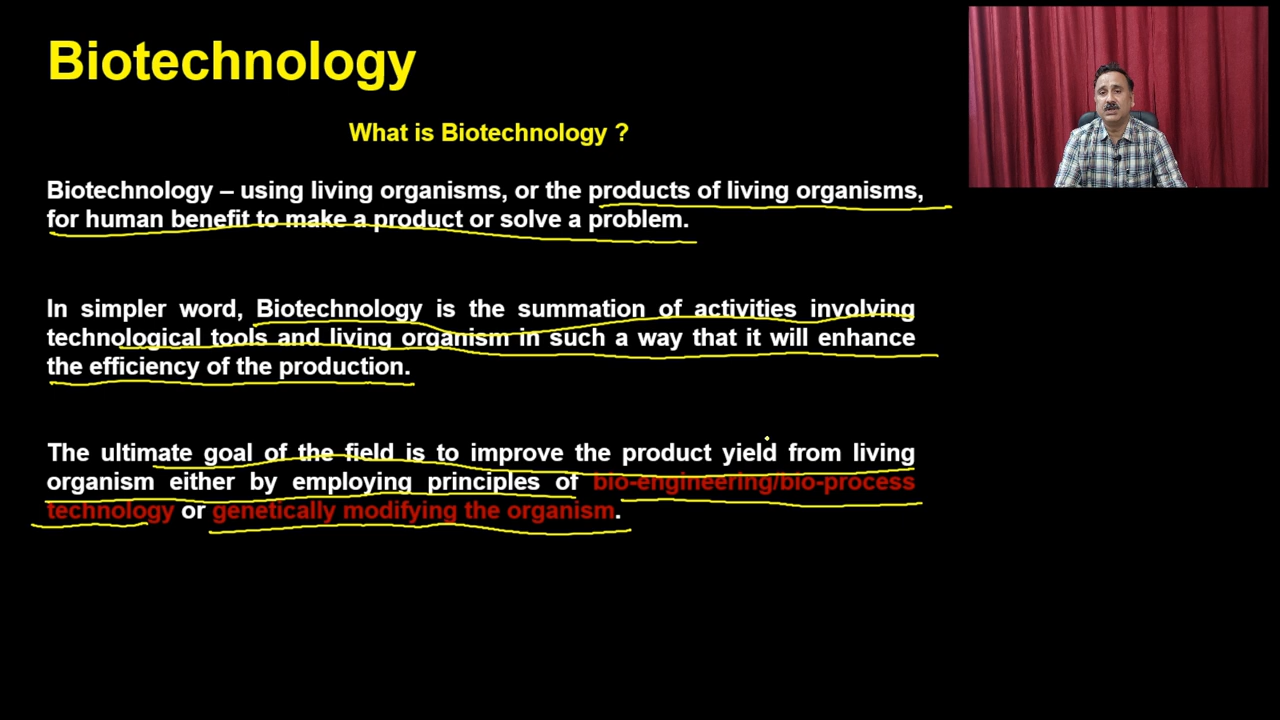 Biotechnology
What is Biotechnology ?
Biotechnology – using living organisms, or the products of living organisms,
for human benefit to make a product or solve a problem.
In simpler word, Biotechnology is the summation of activities involving
technological tools and living organism in such a way that it will enhance
the efficiency of the production.
The ultimate goal of the field is to improve the product yield from living
organism either by employing principles of bio-engineering/bio-process
technology or genetically modifying the organism.